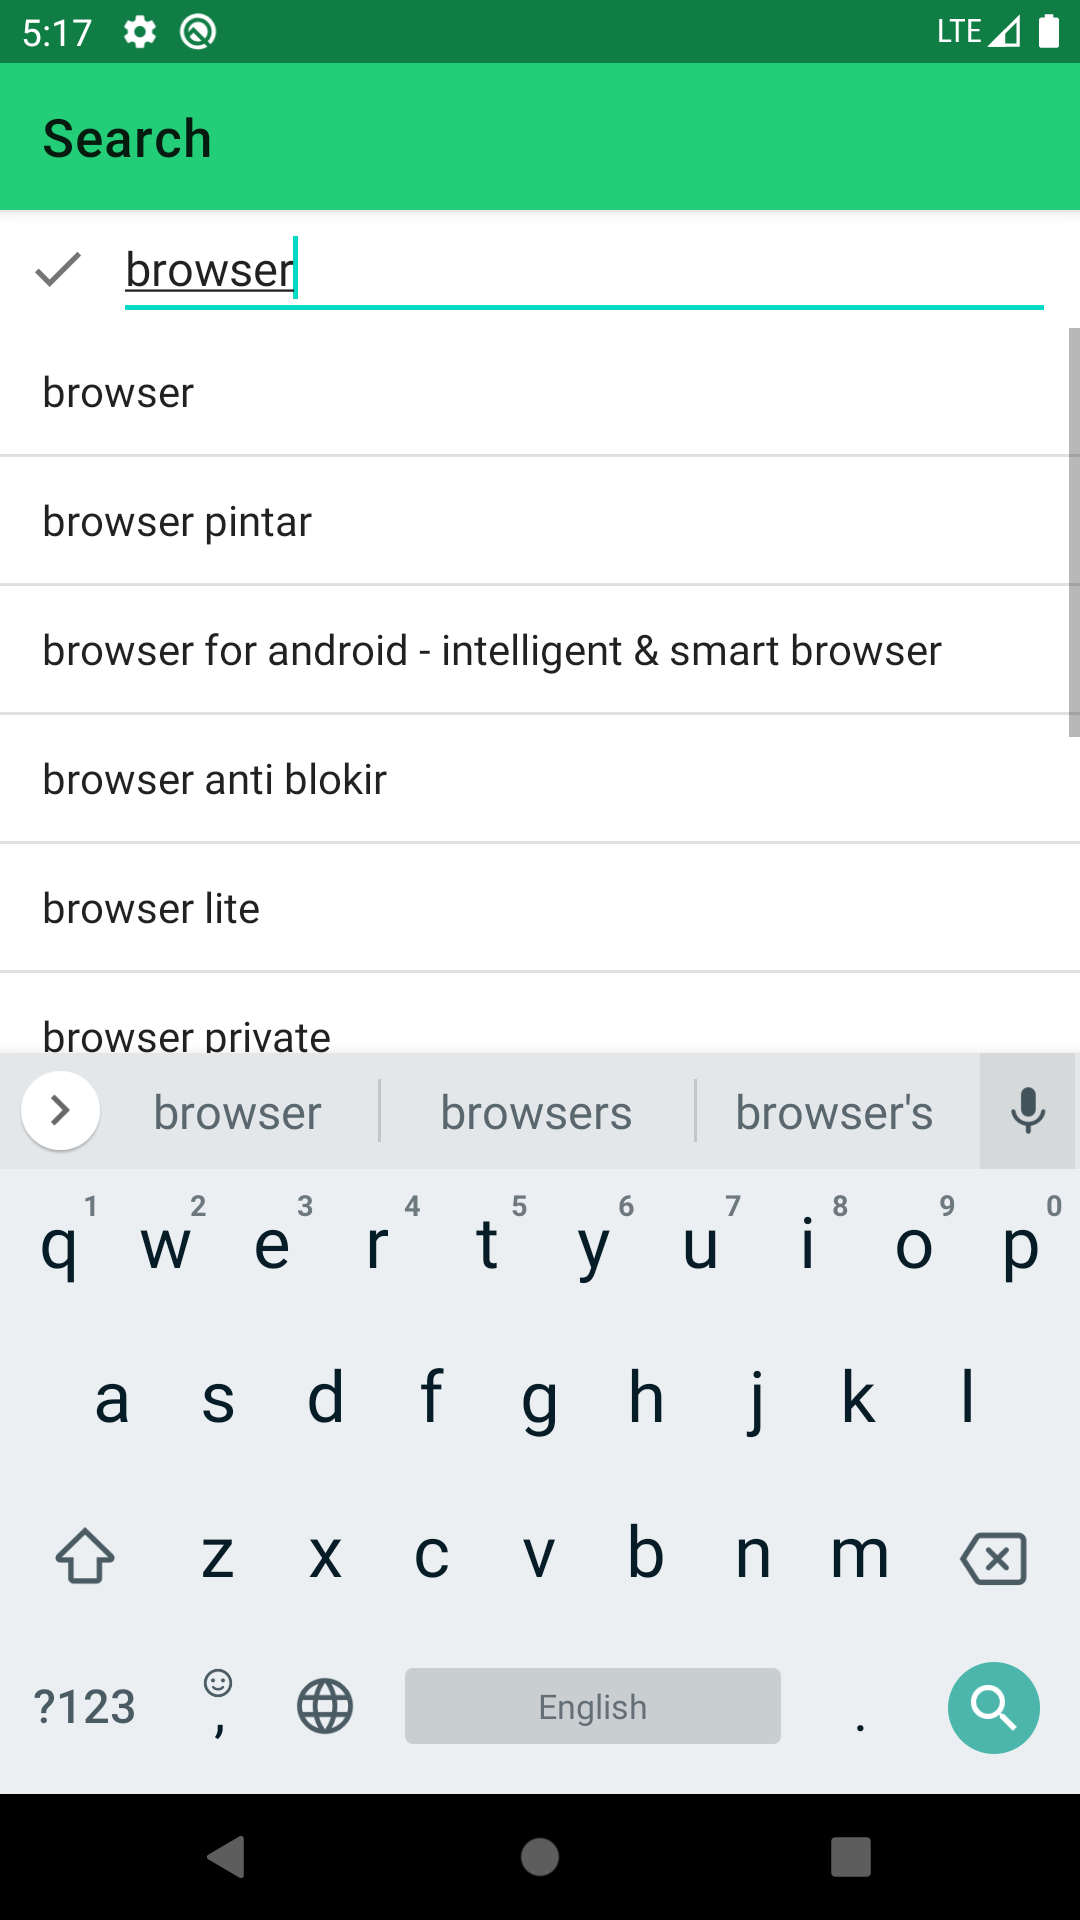 5:17 LTE
Search
browser
browser
browser pintar
browser for android - intelligent & smart browser
browser anti blokir
browser lite
browser private
browser browsers browser's
1 2 3 4 5 6 7 8 9 0
q w e r t y u i o p
a s d f g h j k l
z x c v b n m
?123 , English .